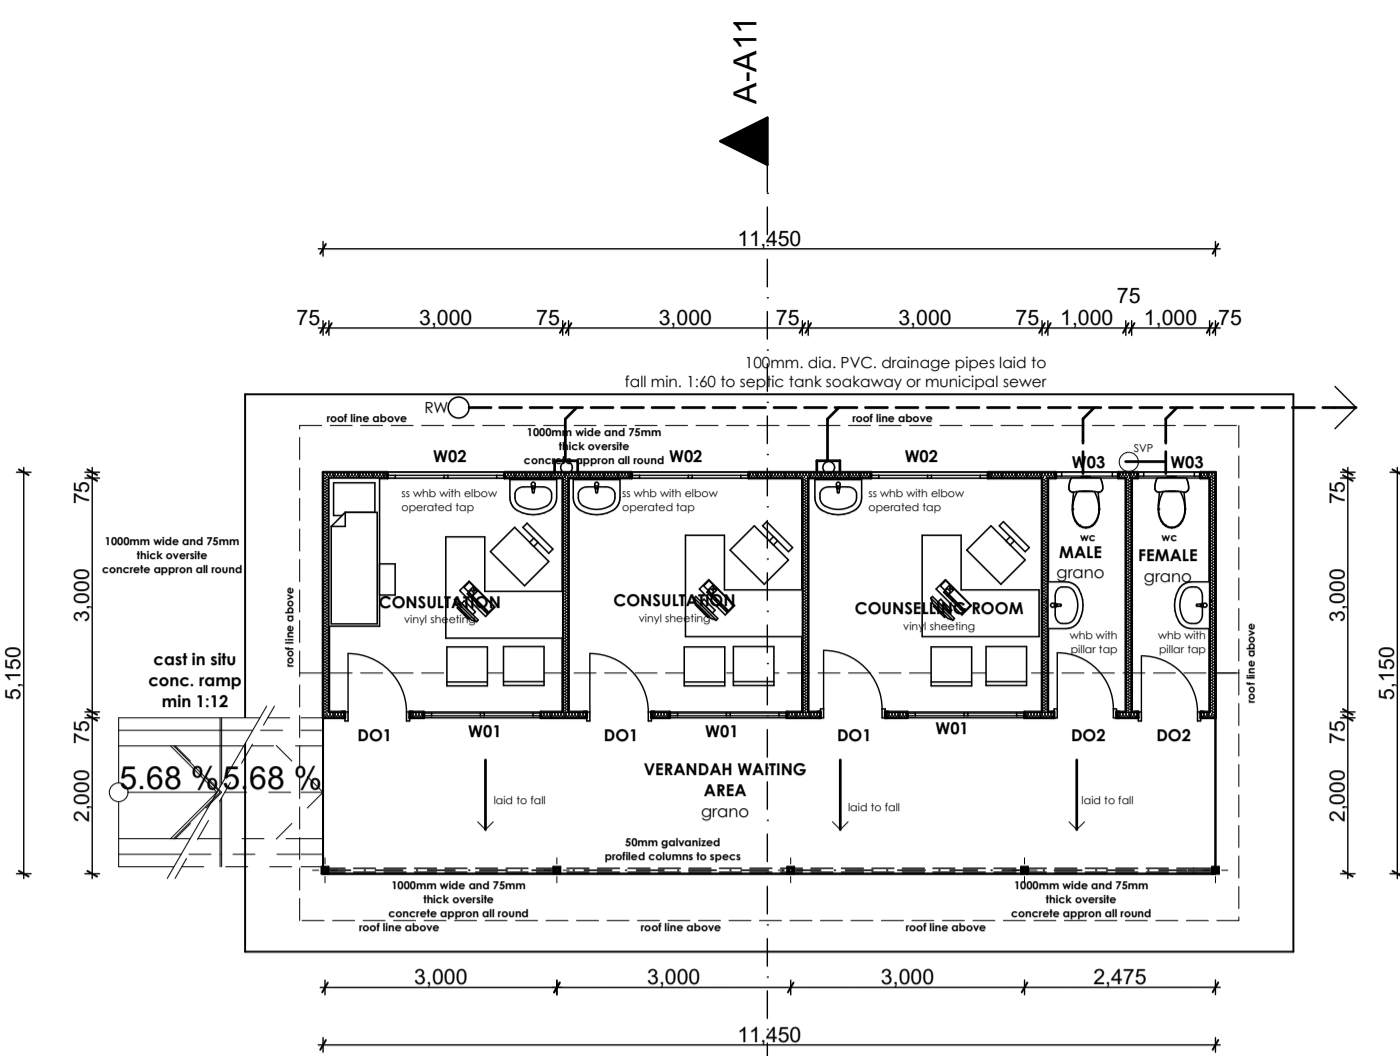 A-A11
11,450
75
75 3,000 75 3,000 75 3,000 75 1,000 1,000 75
100mm. dia. PVC. drainage pipes laid to
fall min. 1:60 to septic tank soakaway or municipal sewer
RW
roof line above
roof line above
1000mm wide and 75mm
thick oversite
concrete appron all round
SVP
W02
W02
W02
W03
W03
ss whb with elbow
operated tap
ss whb with elbow
operated tap
ss whb with elbow
operated tap
75
3,000
75
2,000
5,150
1000mm wide and 75mm
thick oversite
concrete appron all round
roof line above
wc
MALE
grano
wc
FEMALE
grano
CONSULTATION
vinyl sheeting
CONSULTATION
vinyl sheeting
COUNSELLING ROOM
vinyl sheeting
whb with
pillar tap
whb with
pillar tap
roof line above
75
3,000
75
2,000
5,150
cast in situ
conc. ramp
min 1:12
5.68 % 5.68 %
DO1
W01
DO1
W01
DO1
W01
DO2
DO2
VERANDAH WAITING
AREA
grano
laid to fall
laid to fall
laid to fall
50mm galvanized
profiled columns to specs
1000mm wide and 75mm
thick oversite
concrete appron all round
1000mm wide and 75mm
thick oversite
concrete appron all round
roof line above
roof line above
roof line above
3,000 3,000 3,000 2,475
11,450